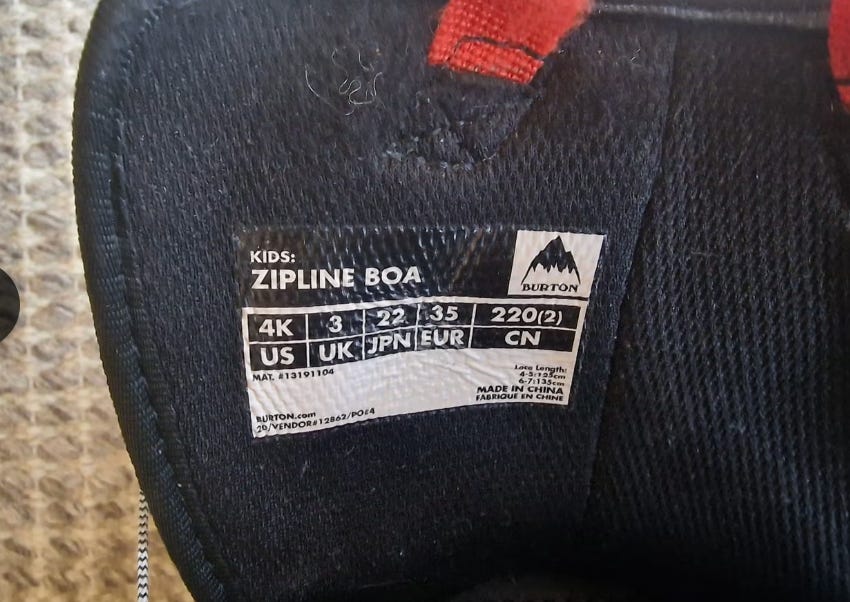 KIDS:
ZIPLINE BOA
BURTON
4K 3 22 35 220(2)
US UK JPN EUR CN
MAT. #13191104
Lace Length:
4-5:125cm
6-7:135cm
MADE IN CHINA
FABRIQUE EN CHINE
BURTON.com
20/VENDOR#12862/PO#4